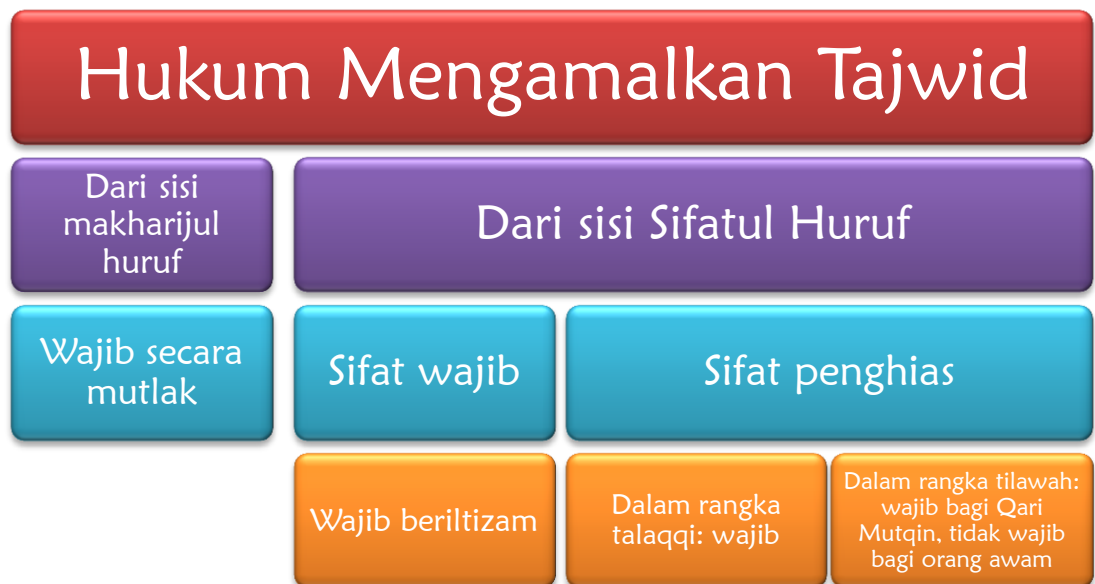 Hukum Mengamalkan Tajwid
Dari sisi
makharijul
huruf
Dari sisi Sifatul Huruf
Wajib secara
mutlak
Sifat wajib
Sifat penghias
Wajib beriltizam
Dalam rangka
talaqqi: wajib
Dalam rangka tilawah:
wajib bagi Qari
Mutqin, tidak wajib
bagi orang awam